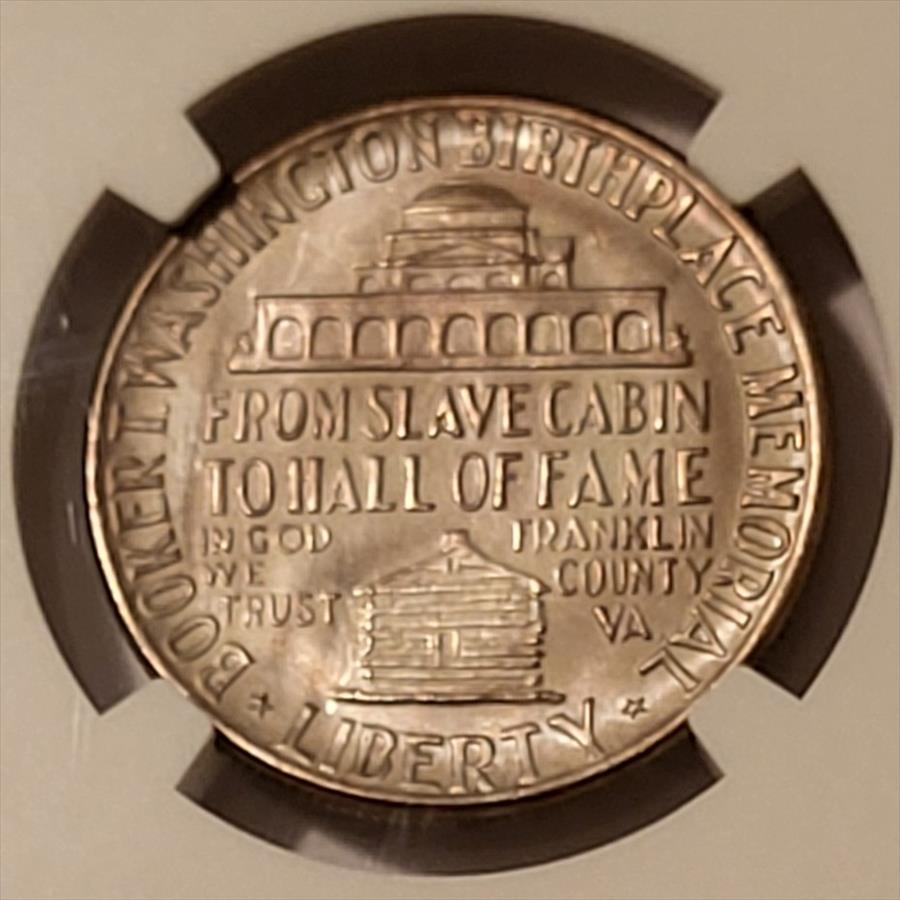 BOOKER T WASHINGTON BIRTHPLACE MEMORIAL
FROM SLAVE CABIN
TO HALL OF FAME
IN GOD
WE
TRUST
FRANKLIN
COUNTY
VA
LIBERTY